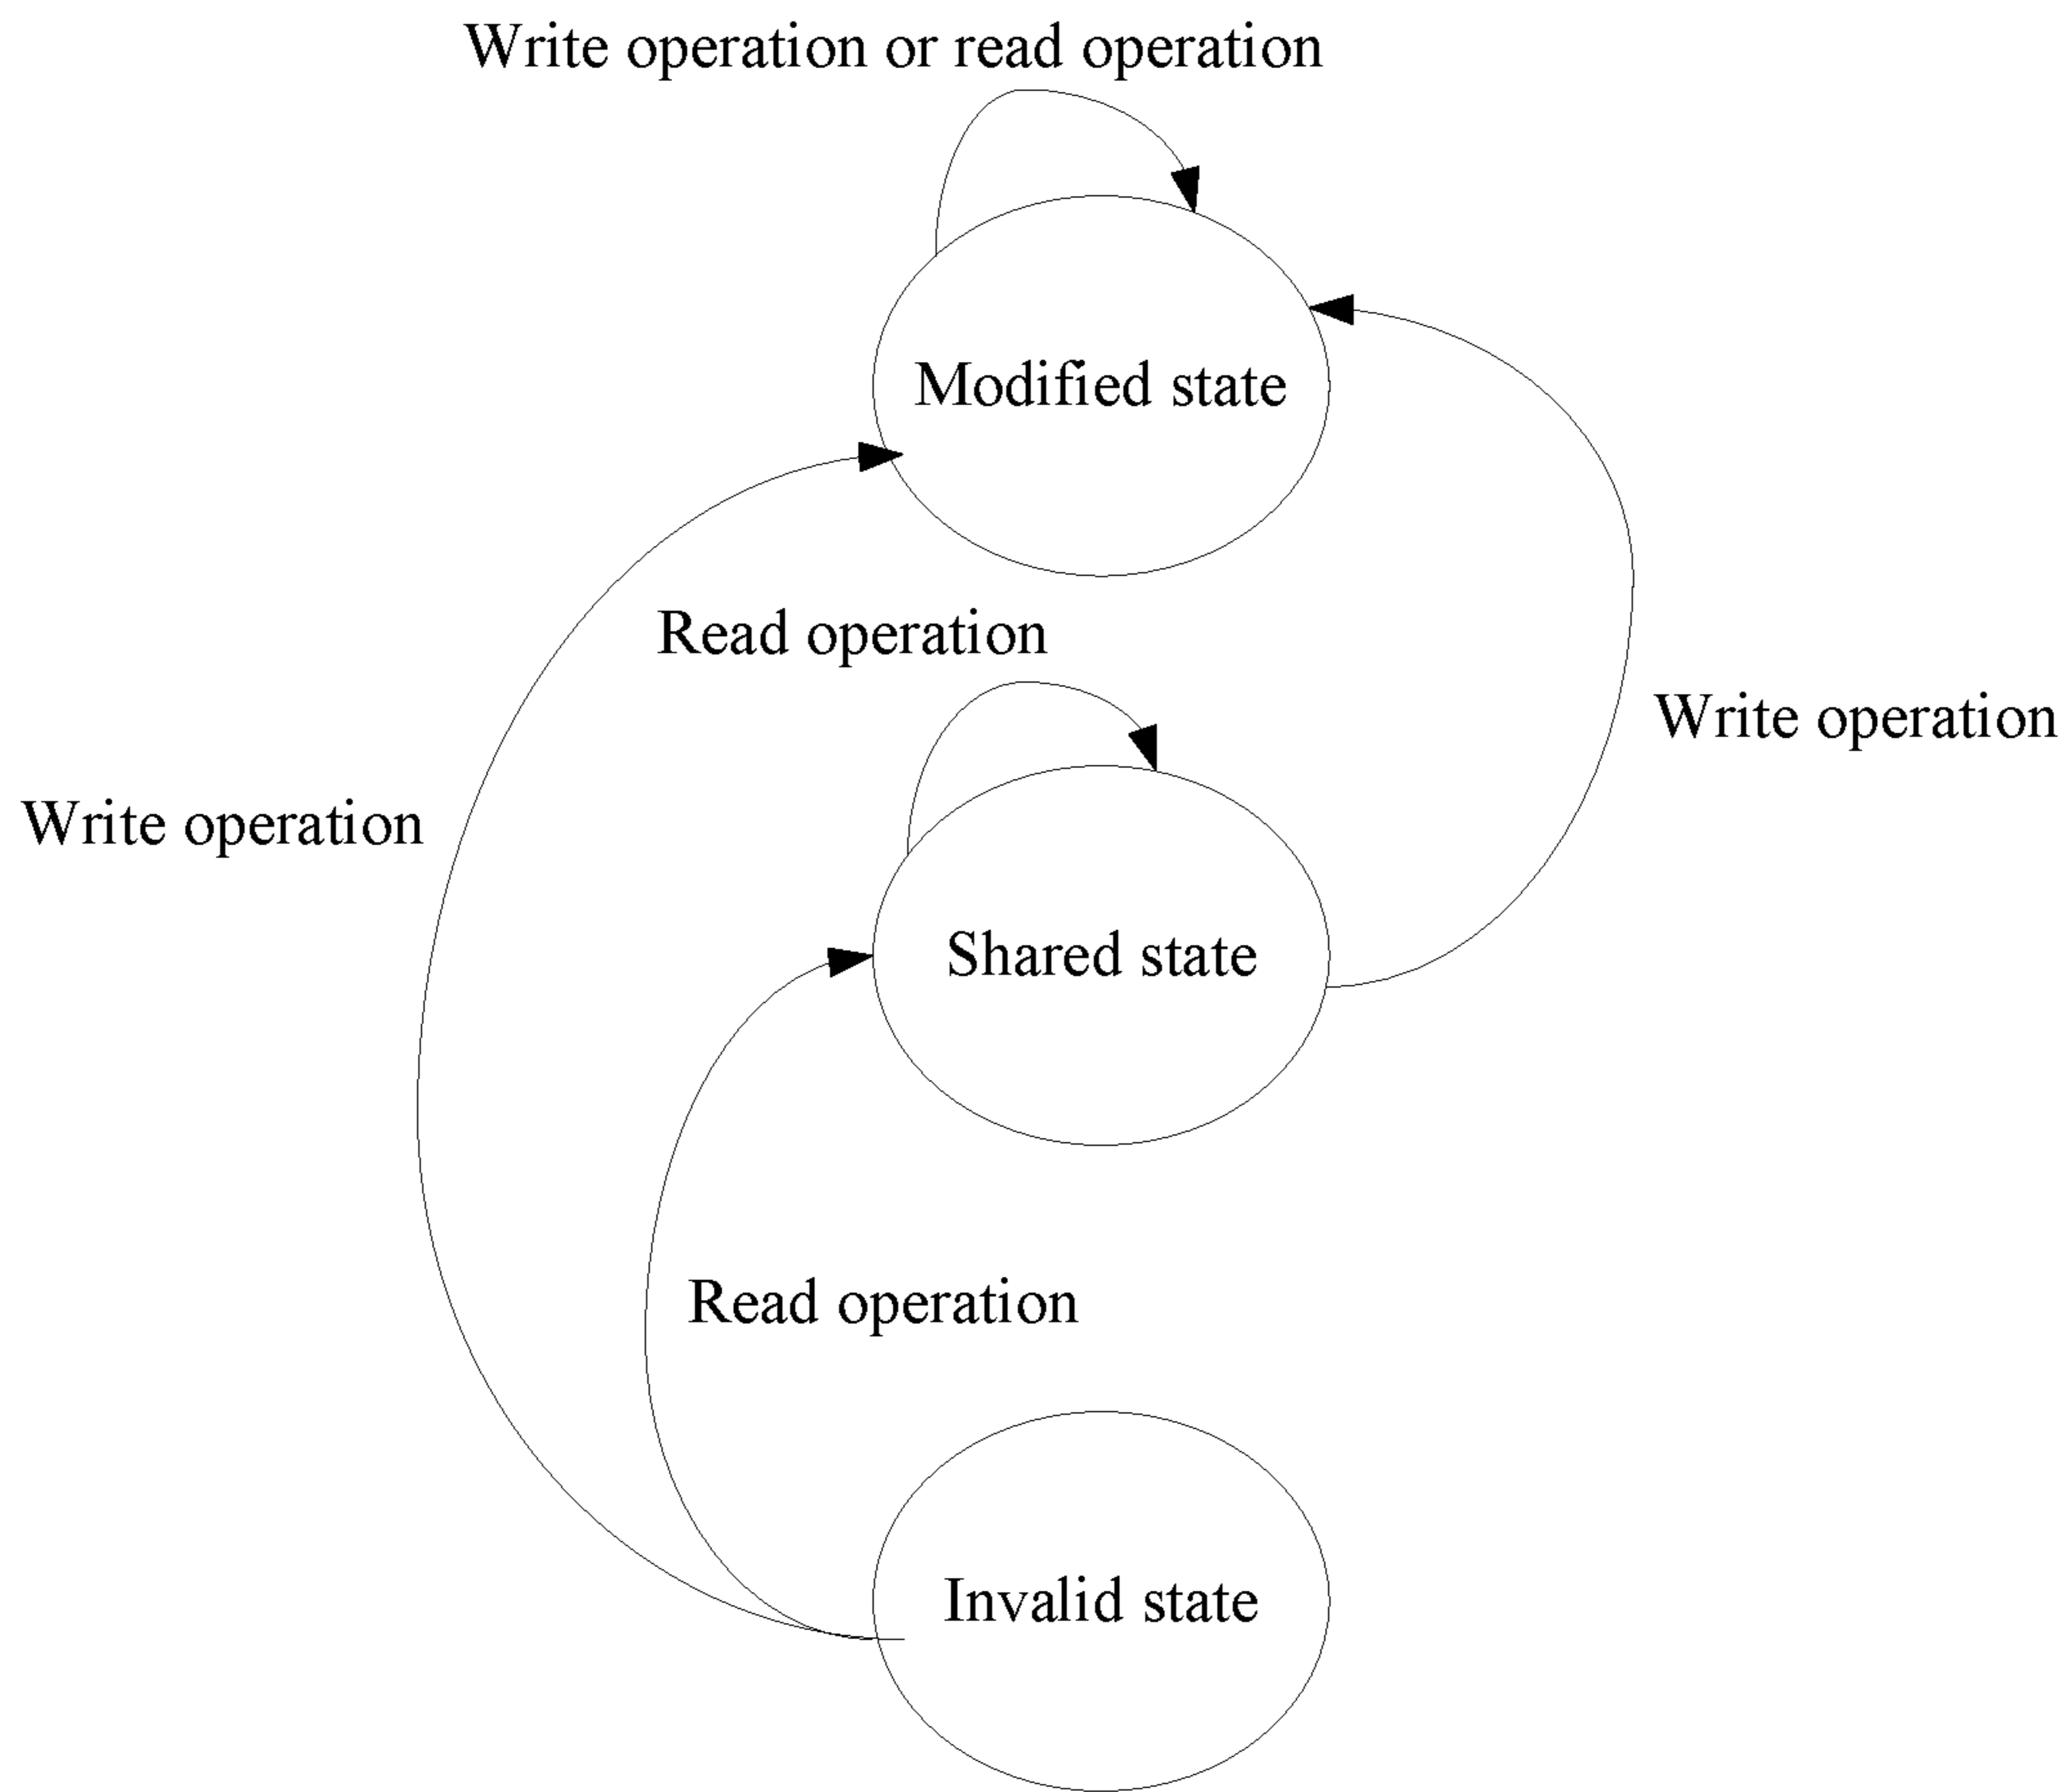 Write operation or read operation
Modified state
Read operation
Write operation
Write operation
Shared state
Read operation
Invalid state